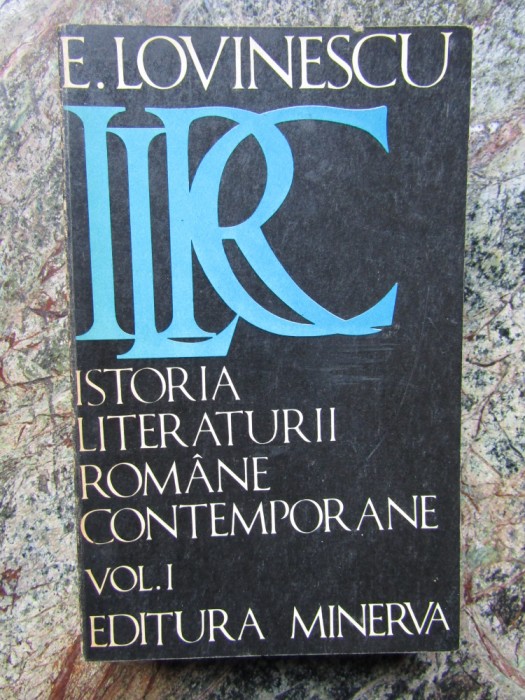 E. LOVINESCU
ILRC
ISTORIA
LITERATURII
ROMÂNE
CONTEMPORANE
VOL. I
EDITURA MINERVA